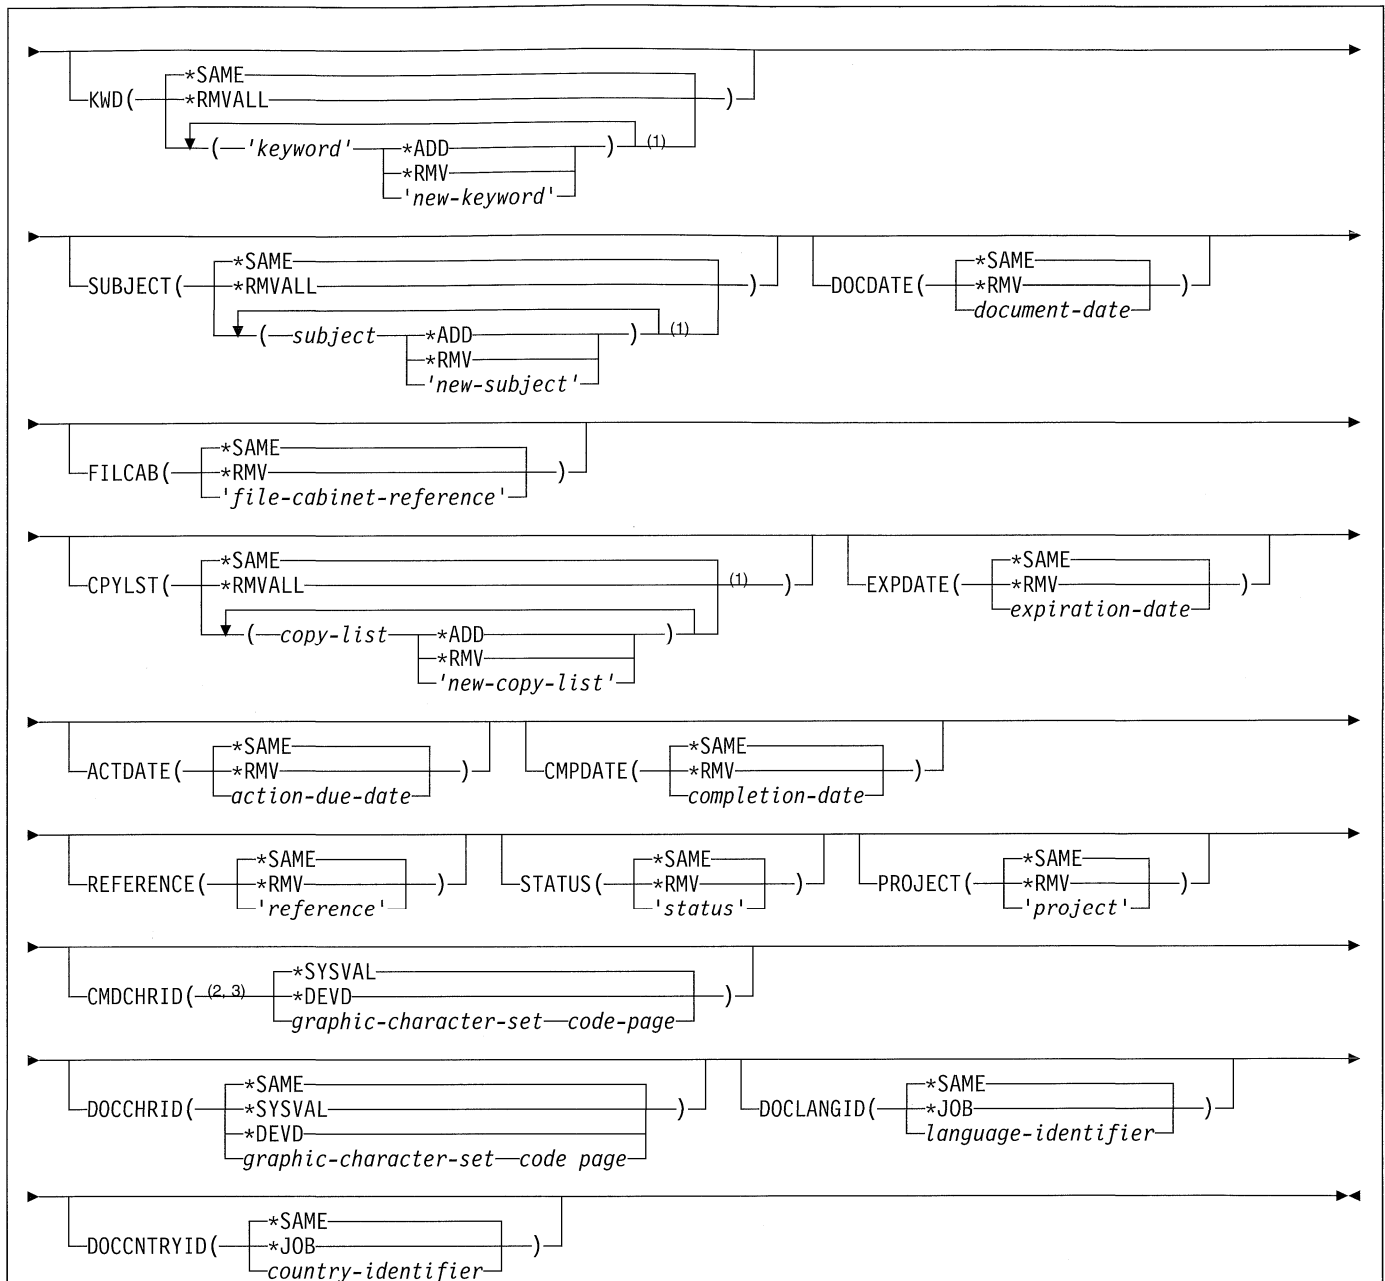 *SAME
KWD( *RMVALL )
( 'keyword' *ADD ) (1)
*RMV
'new-keyword'
*SAME *SAME
SUBJECT( *RMVALL ) DOCDATE( *RMV )
document-date
( subject *ADD ) (1)
*RMV
'new-subject'
*SAME
FILCAB( *RMV )
'file-cabinet-reference'
*SAME *SAME
CPYLST( *RMVALL (1) ) EXPDATE( *RMV )
expiration-date
( copy-list *ADD )
*RMV
'new-copy-list'
*SAME *SAME
ACTDATE( *RMV ) CMPDATE( *RMV )
action-due-date completion-date
*SAME *SAME *SAME
REFERENCE( *RMV ) STATUS( *RMV ) PROJECT( *RMV )
'reference' 'status' 'project'
*SYSVAL
CMDCHRID( (2, 3) *DEVD )
graphic-character-set code-page
*SAME *SAME
DOCCHRID( *SYSVAL ) DOCLANGID( *JOB )
*DEVD language-identifier
graphic-character-set code page
*SAME
DOCCNTRYID( *JOB )
country-identifier